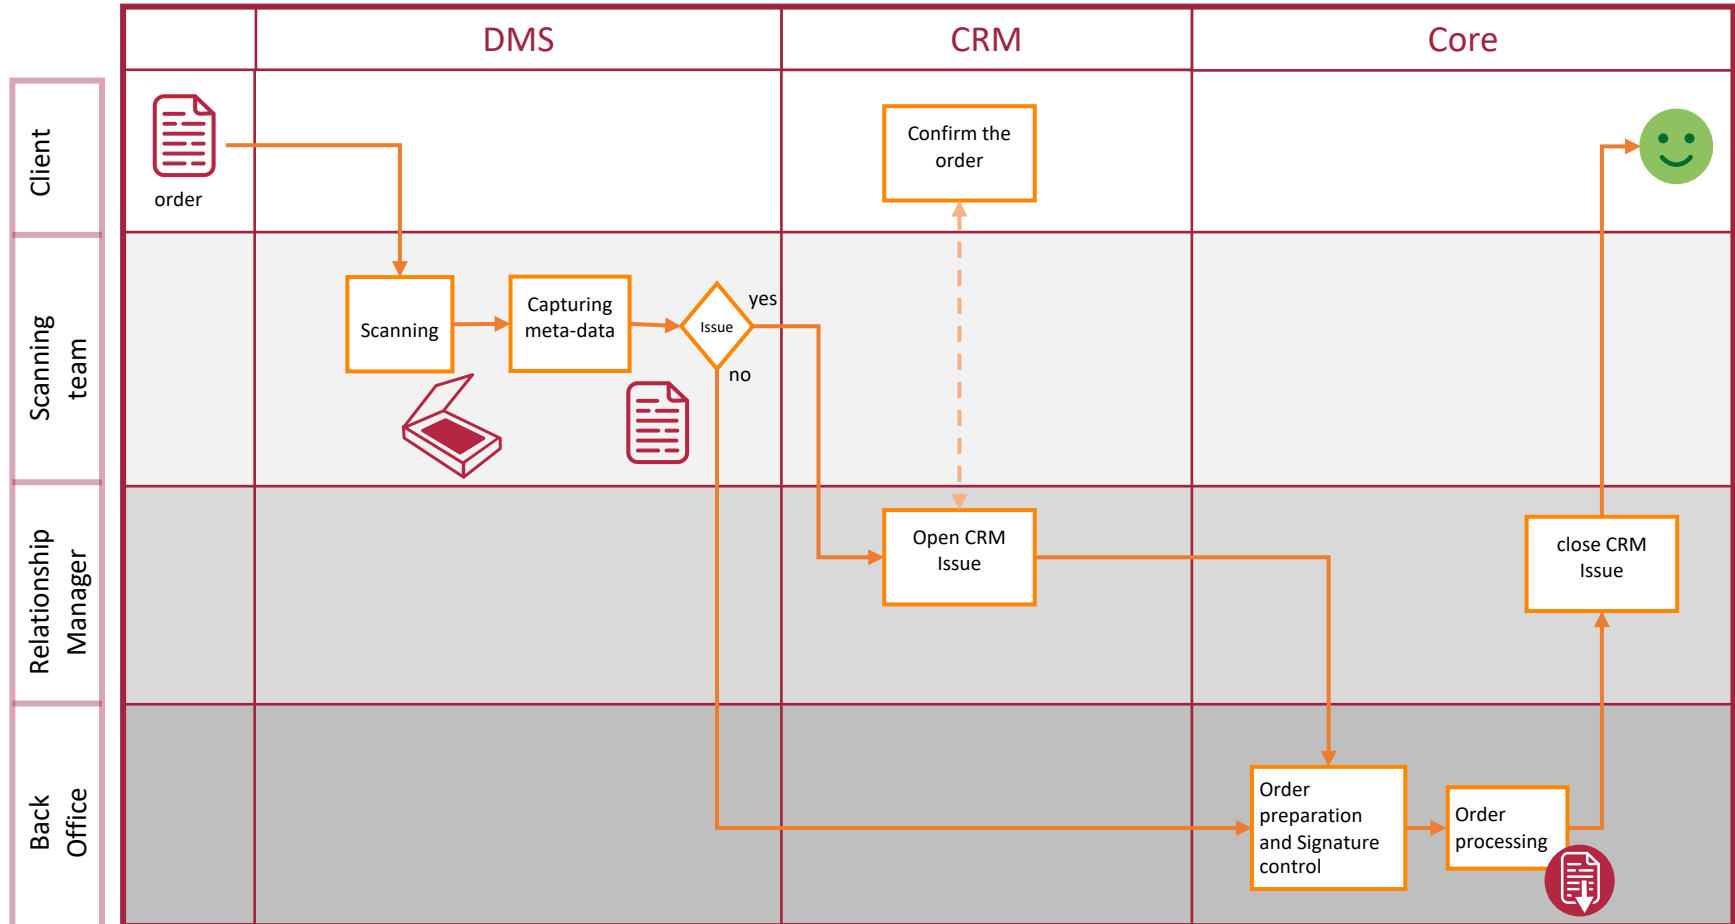 DMS
CRM
Core
Client
order
Confirm the
order
Scanning
team
Scanning
Capturing
meta-data
Issue
yes
no
Relationship
Manager
Open CRM
Issue
close CRM
Issue
Back
Office
Order
preparation
and Signature
control
Order
processing